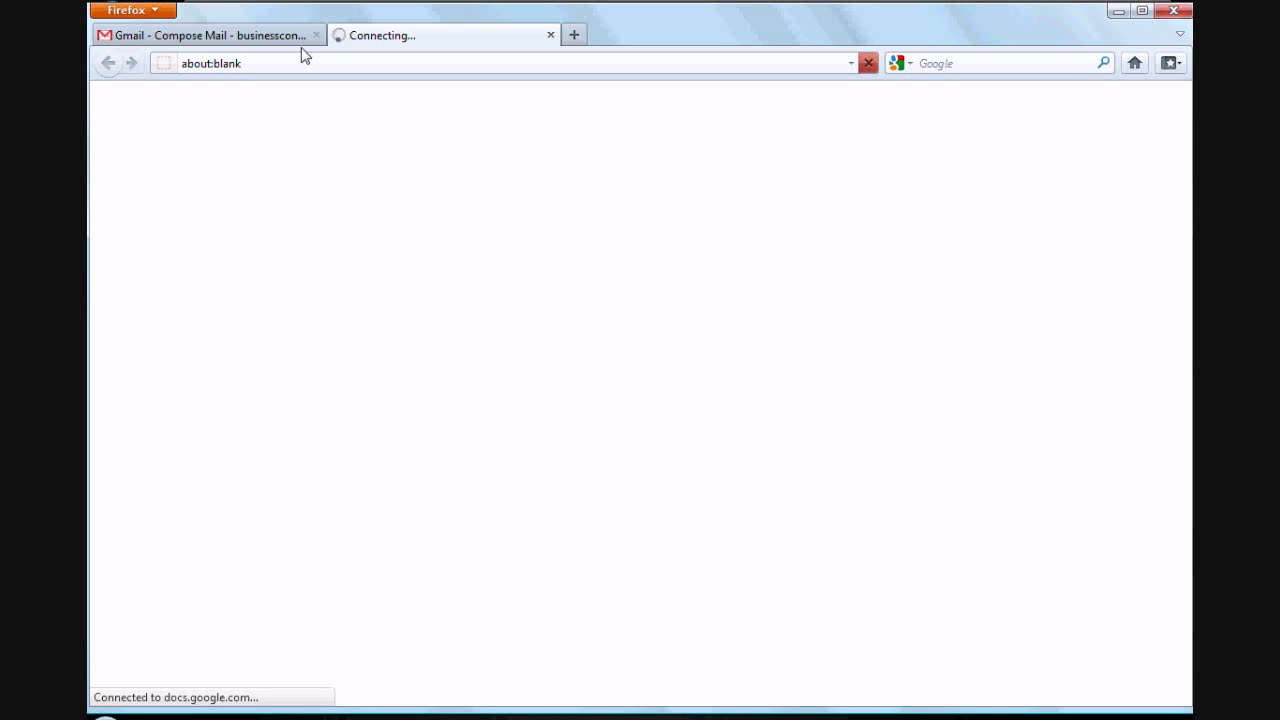 Firefox
Gmail - Compose Mail - businesscon...
Connecting...
about:blank
Google
Connected to docs.google.com...